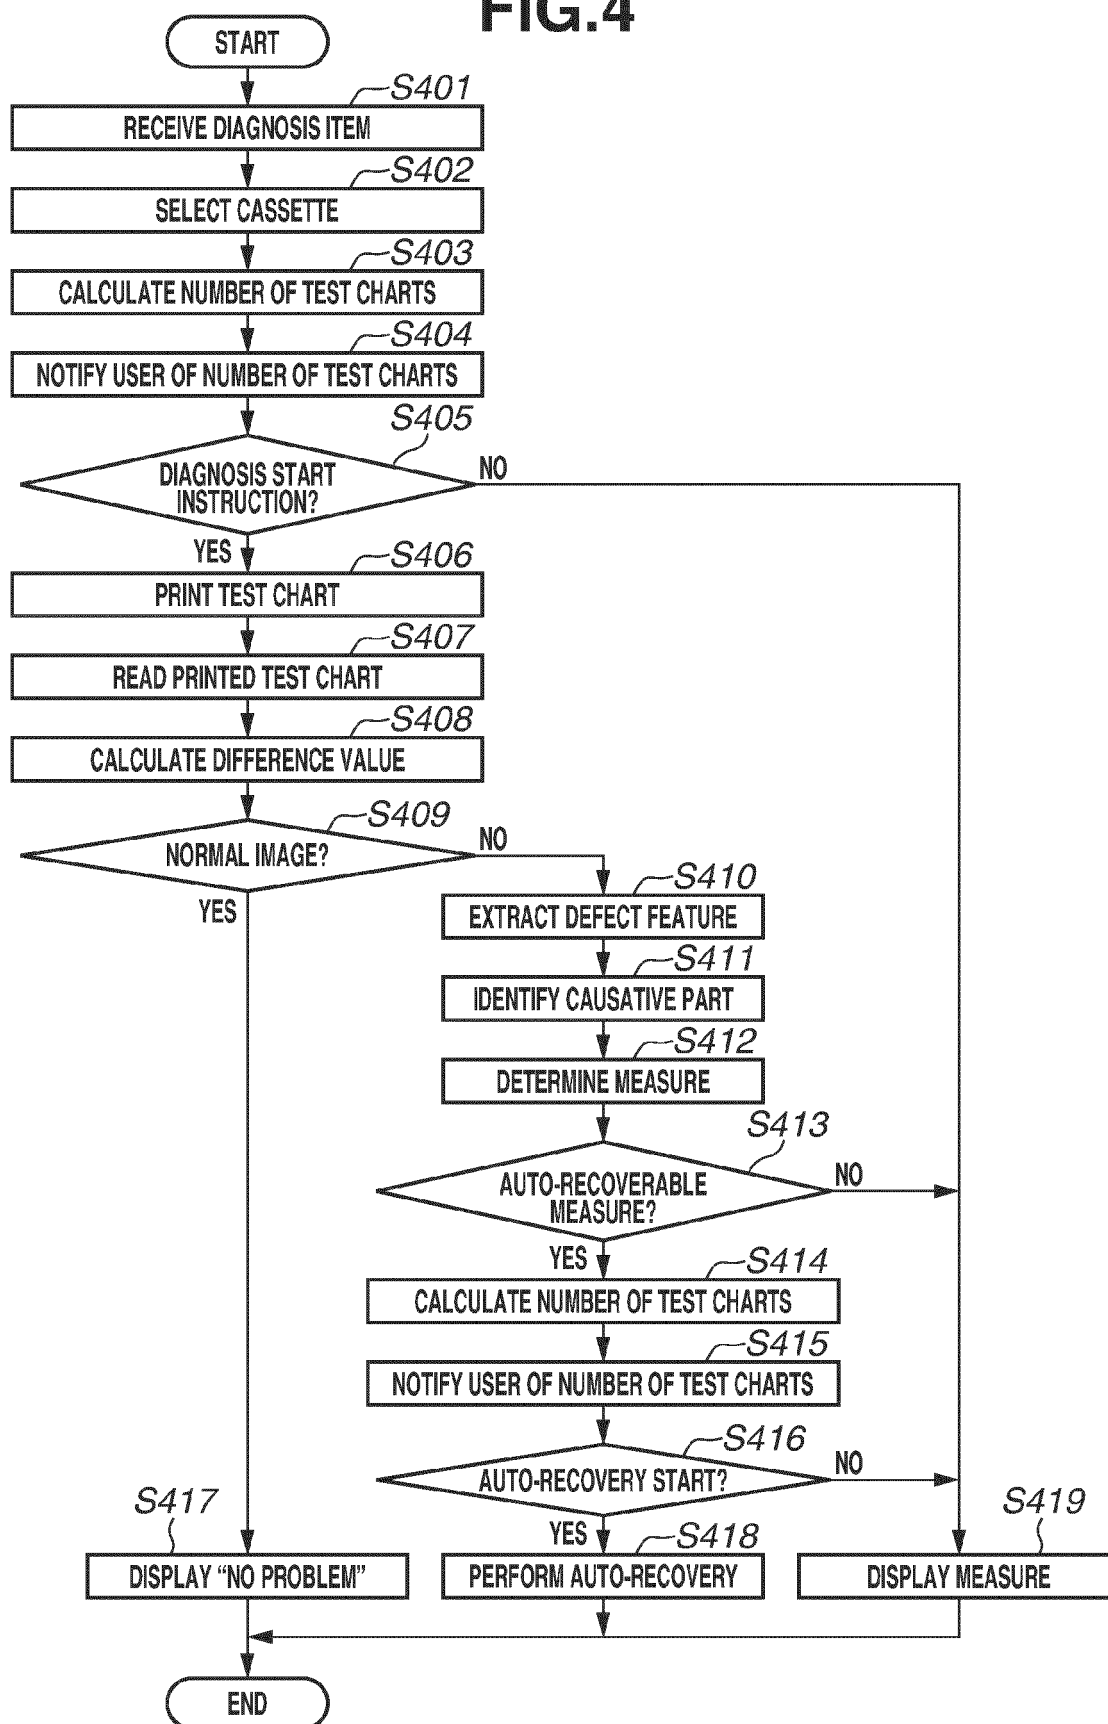 FIG.4
START
S401
RECEIVE DIAGNOSIS ITEM
S402
SELECT CASSETTE
S403
CALCULATE NUMBER OF TEST CHARTS
S404
NOTIFY USER OF NUMBER OF TEST CHARTS
S405
DIAGNOSIS START
INSTRUCTION?
NO
YES
S406
PRINT TEST CHART
S407
READ PRINTED TEST CHART
S408
CALCULATE DIFFERENCE VALUE
S409
NORMAL IMAGE?
NO
YES
S410
EXTRACT DEFECT FEATURE
S411
IDENTIFY CAUSATIVE PART
S412
DETERMINE MEASURE
S413
AUTO-RECOVERABLE
MEASURE?
NO
YES
S414
CALCULATE NUMBER OF TEST CHARTS
S415
NOTIFY USER OF NUMBER OF TEST CHARTS
S416
AUTO-RECOVERY START?
NO
YES
S417
DISPLAY “NO PROBLEM”
S418
PERFORM AUTO-RECOVERY
S419
DISPLAY MEASURE
END